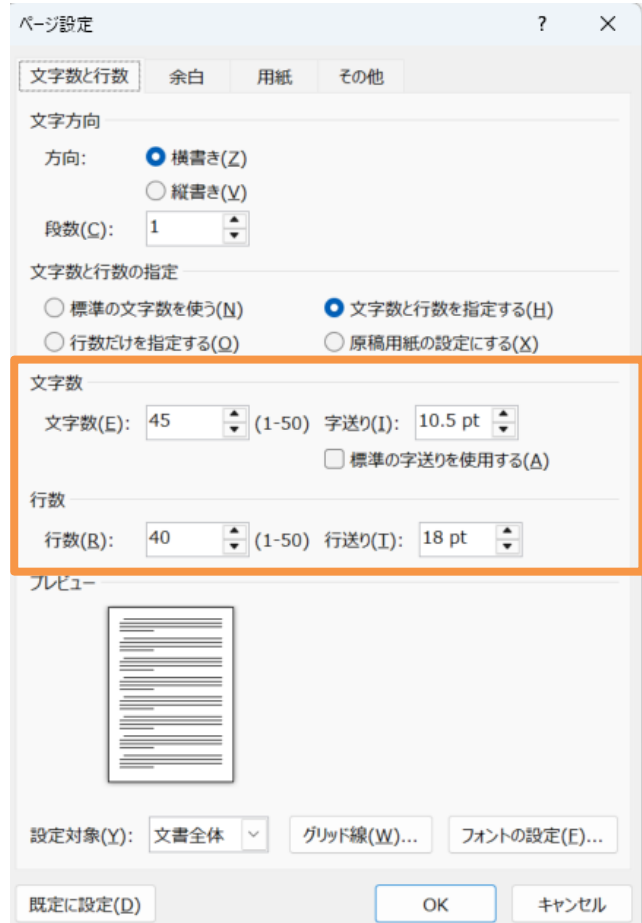 ページ設定 ? ×
文字数と行数 余白 用紙 その他
文字方向
方向: 横書き(Z)
縦書き(V)
段数(C): 1
文字数と行数の指定
標準の文字数を使う(N) 文字数と行数を指定する(H)
行数だけを指定する(O) 原稿用紙の設定にする(X)
文字数
文字数(E): 45 (1-50) 字送り(I): 10.5 pt
標準の字送りを使用する(A)
行数
行数(R): 40 (1-50) 行送り(T): 18 pt
プレビュー
設定対象(Y): 文書全体 グリッド線(W)... フォントの設定(F)...
既定に設定(D) OK キャンセル